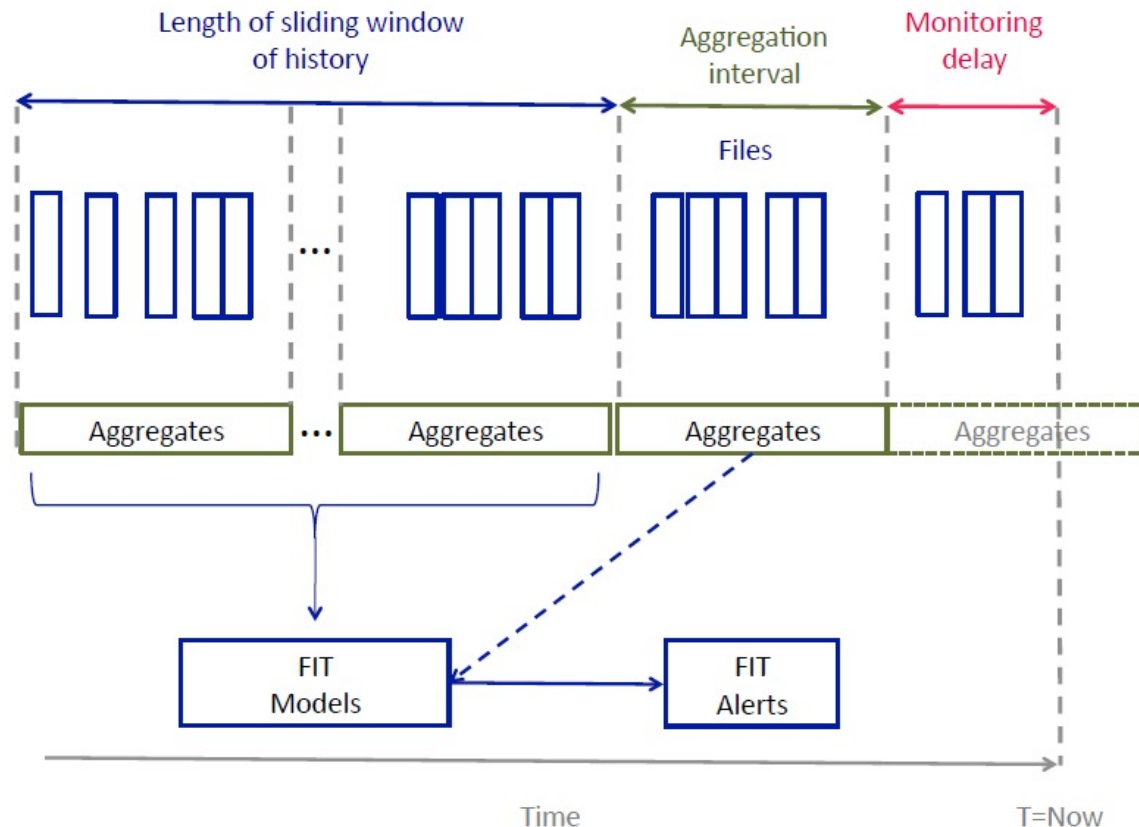 Length of sliding window
of history
Aggregation
interval
Monitoring
delay
Files
...
Aggregates
...
Aggregates
Aggregates
Aggregates
FIT
Models
FIT
Alerts
Time
T=Now